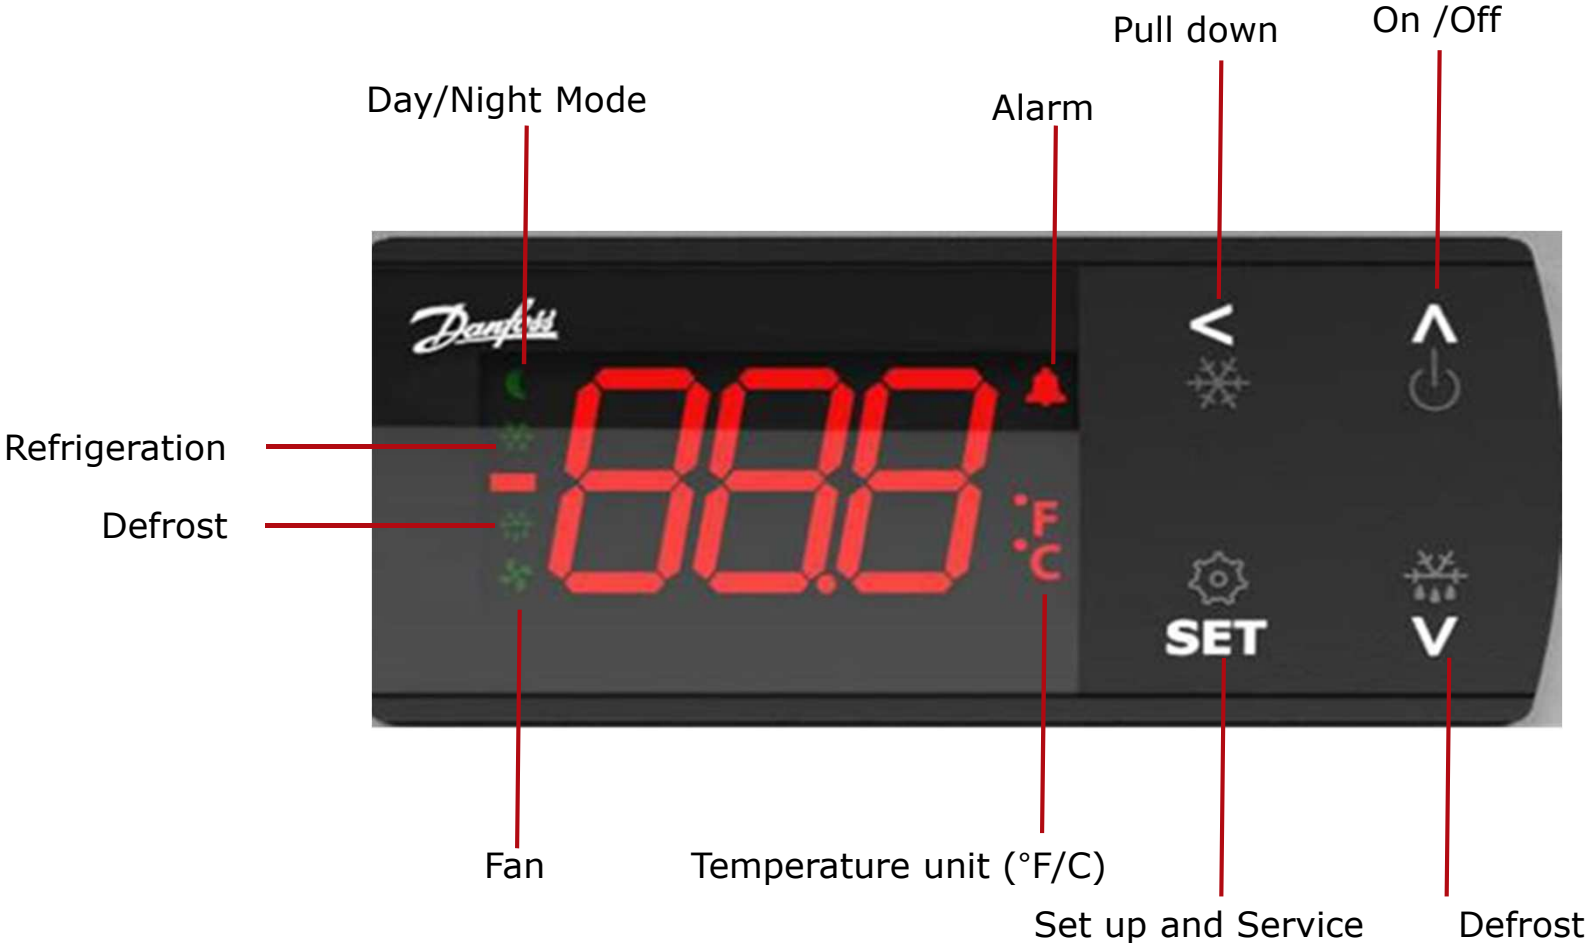 On /Off
Pull down
Day/Night Mode
Alarm
Danfoss
<
^
Refrigeration
-
888
°F
Defrost
°C
SET
V
Fan
Temperature unit (°F/C)
Set up and Service
Defrost